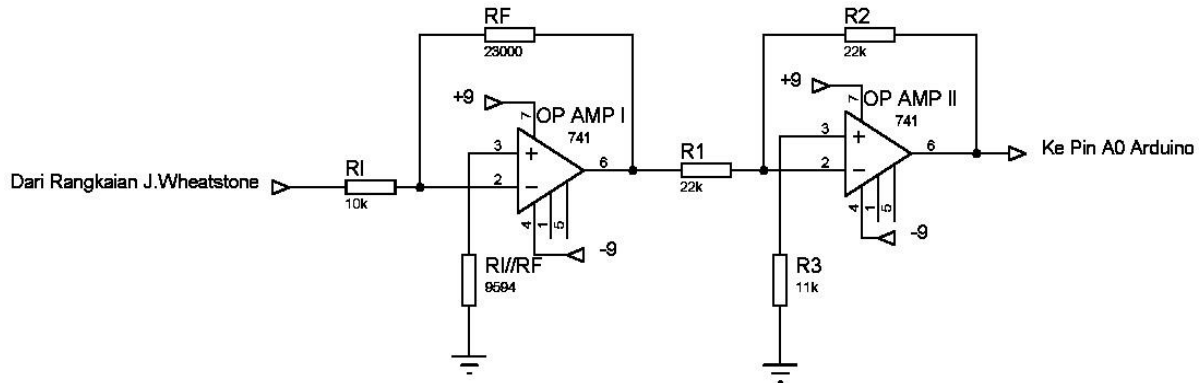 RF
23000
R2
22k
+9
7
OP AMP I
741
+9
7
OP AMP II
741
3
2
6
4
1
5
-9
Dari Rangkaian J.Wheatstone
RI
10k
RI//RF
9594
R1
22k
3
2
6
4
1
5
-9
R3
11k
Ke Pin A0 Arduino